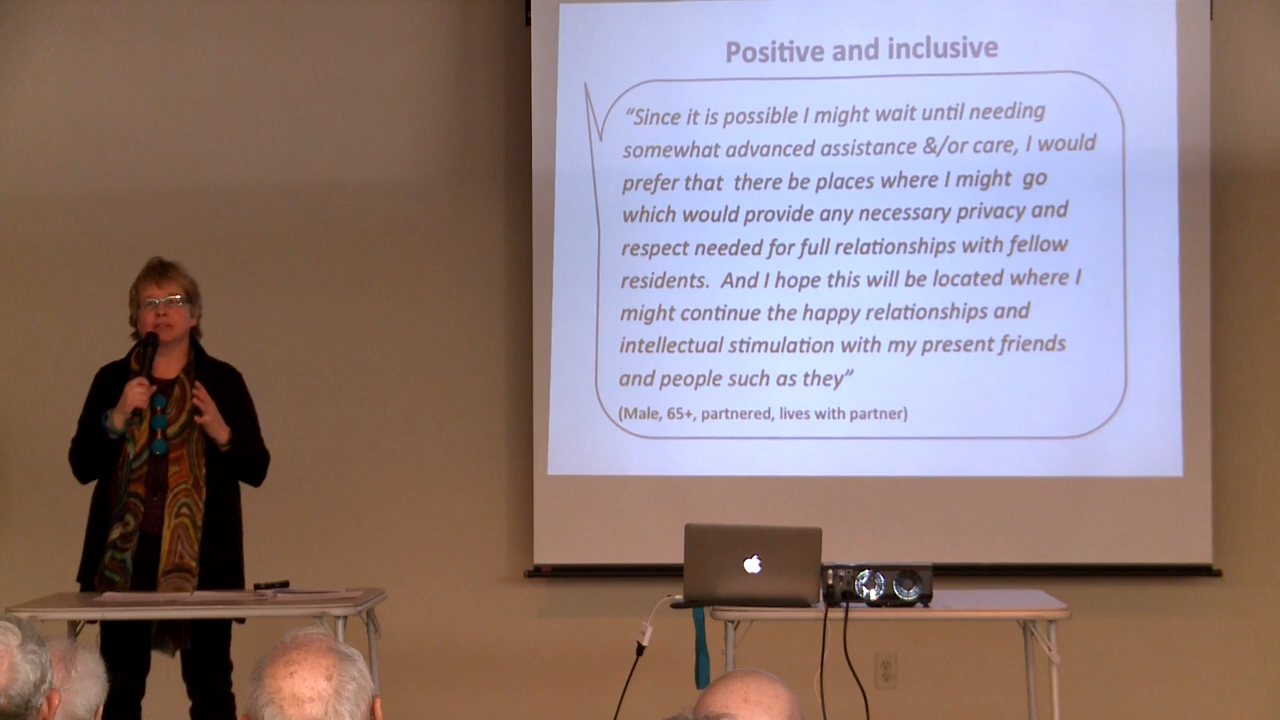 Positive and inclusive
“Since it is possible I might wait until needing
somewhat advanced assistance &/or care, I would
prefer that there be places where I might go
which would provide any necessary privacy and
respect needed for full relationships with fellow
residents. And I hope this will be located where I
might continue the happy relationships and
intellectual stimulation with my present friends
and people such as they”
(Male, 65+, partnered, lives with partner)